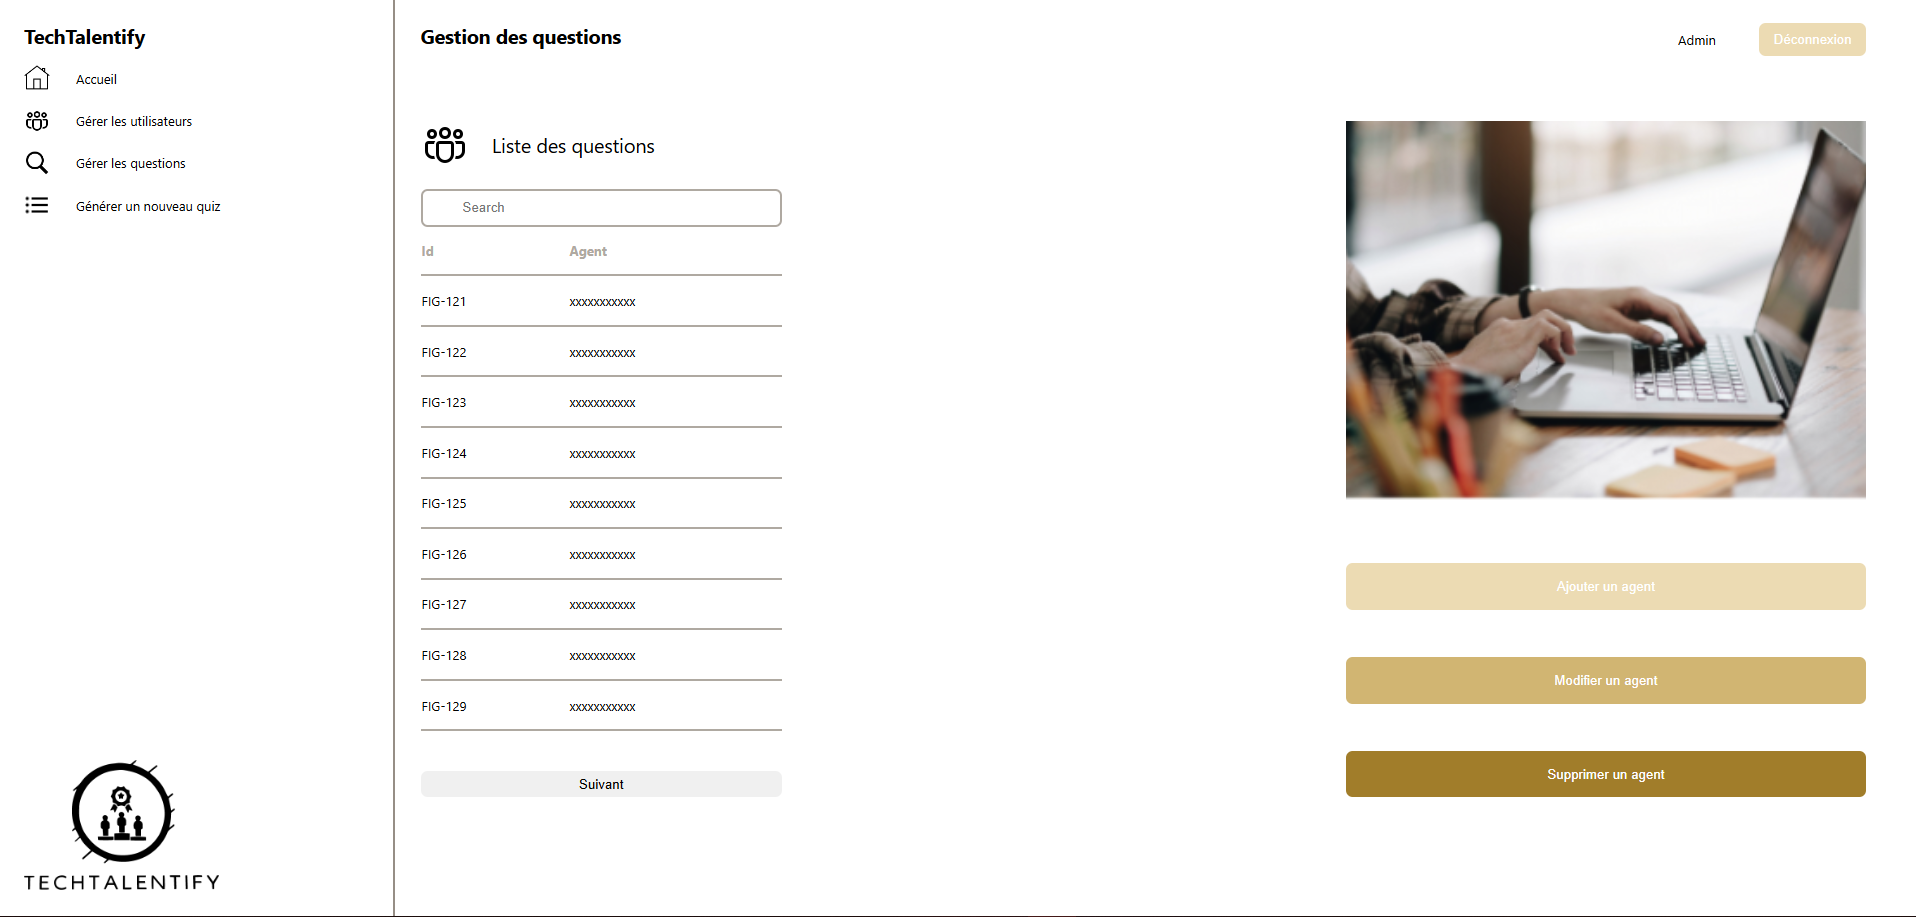 TechTalentify
Accueil
Gérer les utilisateurs
Gérer les questions
Générer un nouveau quiz
TECHTALENTIFY
Gestion des questions
Admin
Déconnexion
Liste des questions
Search
Id Agent
FIG-121 xxxxxxxxxxx
FIG-122 xxxxxxxxxxx
FIG-123 xxxxxxxxxxx
FIG-124 xxxxxxxxxxx
FIG-125 xxxxxxxxxxx
FIG-126 xxxxxxxxxxx
FIG-127 xxxxxxxxxxx
FIG-128 xxxxxxxxxxx
FIG-129 xxxxxxxxxxx
Suivant
Ajouter un agent
Modifier un agent
Supprimer un agent